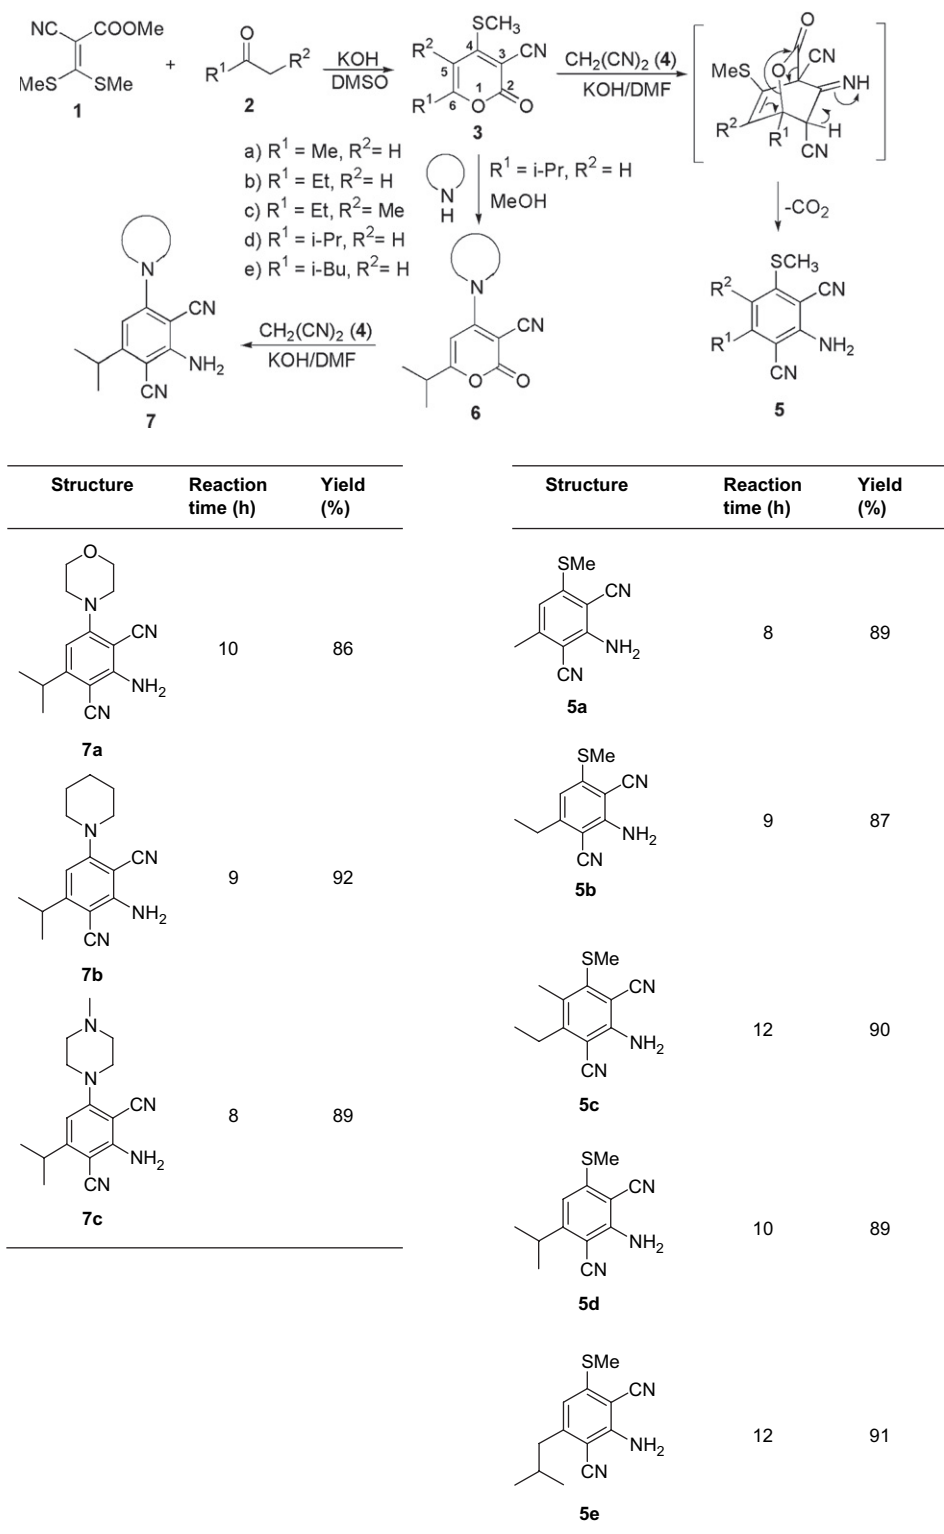 NC COOMe
MeS SMe
1
+
O
R1 R2
2
KOH
DMSO
SCH3
R2 4 3 CN
5 1 2
R1 6 O O
3
CH2(CN)2 (4)
KOH/DMF
O
MeS O CN
NH
R2 R1 H
CN
-CO2
a) R1 = Me, R2= H
b) R1 = Et, R2= H
c) R1 = Et, R2= Me
d) R1 = i-Pr, R2= H
e) R1 = i-Bu, R2= H
N
H
R1 = i-Pr, R2 = H
MeOH
N
CN
NH2
CN
7
CH2(CN)2 (4)
KOH/DMF
N
CN
O O
6
SCH3
R2 CN
R1 NH2
CN
5
Structure Reaction Yield
time (h) (%)
O
N
CN
10 86
NH2
CN
7a
N
CN
9 92
NH2
CN
7b
N
N
CN
8 89
NH2
CN
7c
Structure Reaction Yield
time (h) (%)
SMe
CN
8 89
NH2
CN
5a
SMe
CN
9 87
NH2
CN
5b
SMe
CN
12 90
NH2
CN
5c
SMe
CN
10 89
NH2
CN
5d
SMe
CN
12 91
NH2
CN
5e